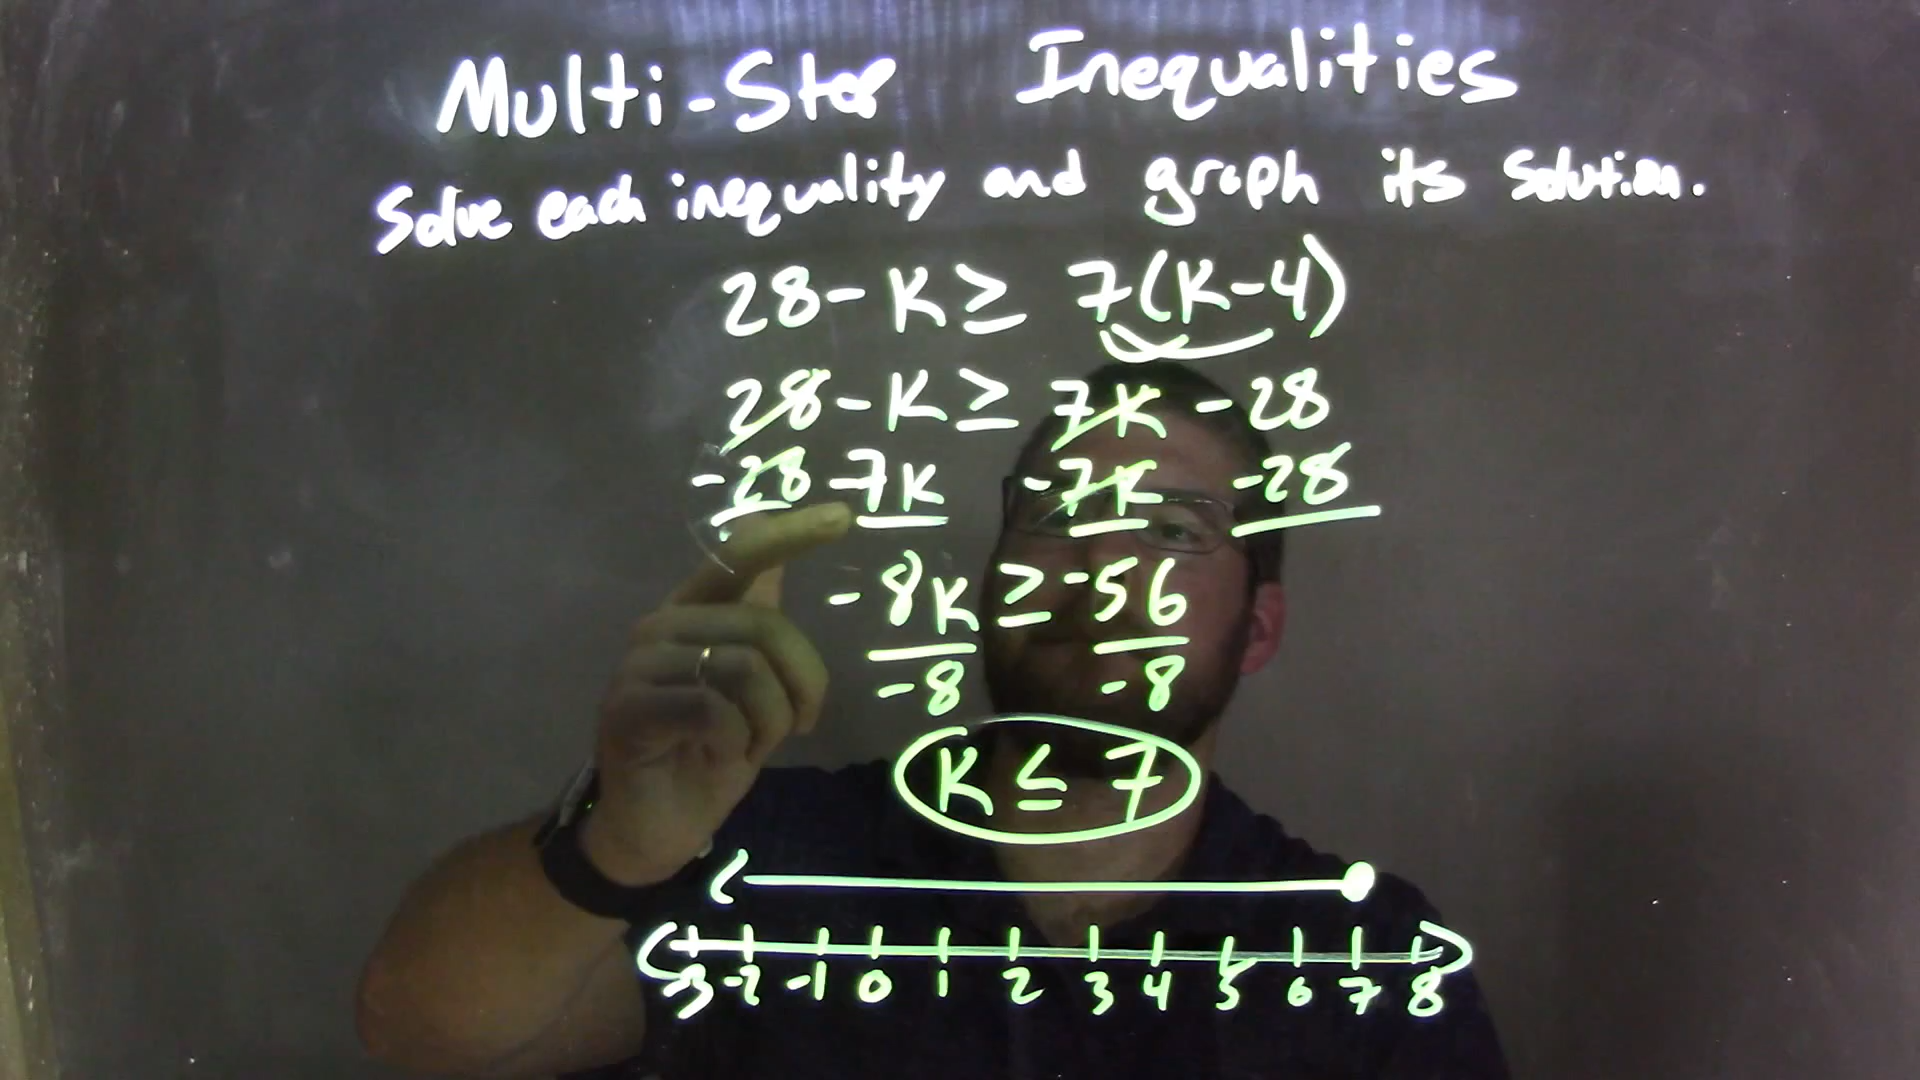 Multi-Step Inequalities
Solve each inequality and graph its solution.
28 - K ≥ 7(K-4)
28 - K ≥ 7K - 28
-28 -7K -7K -28
-8K ≥ -56
-8 -8
K ≤ 7
-3 -2 -1 0 1 2 3 4 5 6 7 8